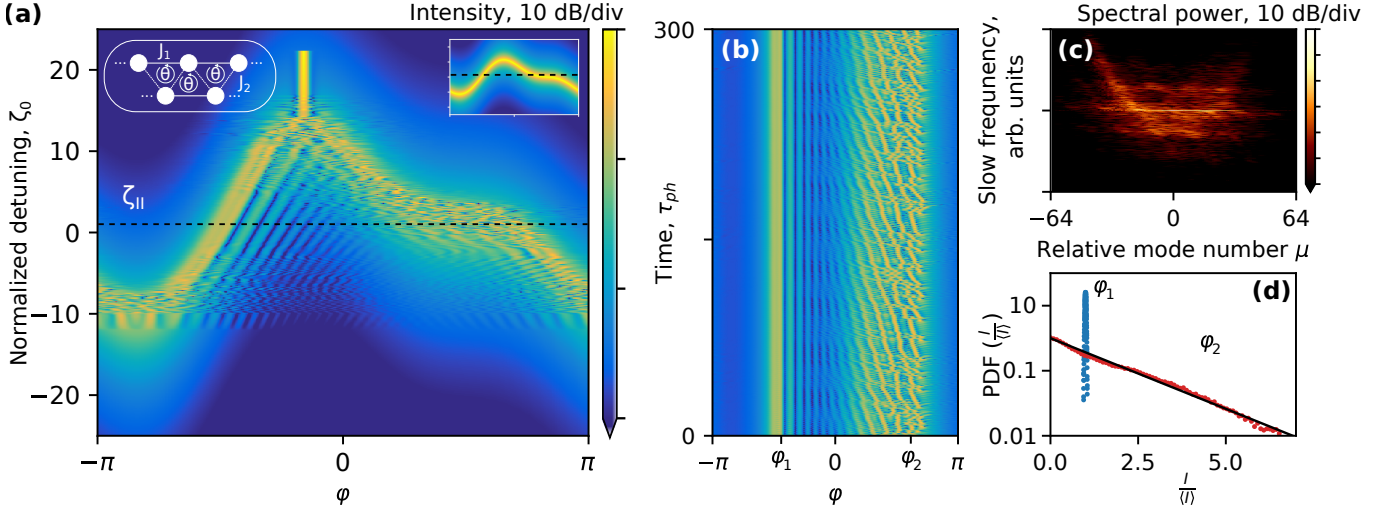 (a)
Intensity, 10 dB/div
J₁
θ θ θ
J₂
... ...
... ...
ζII
Normalized detuning, ζ₀
20
10
0
−10
−20
−π 0 π
φ
(b)
300
Time, τph
0
−π φ₁ 0 φ₂ π
φ
Spectral power, 10 dB/div
(c)
Slow frequnency,
arb. units
−64 0 64
Relative mode number μ
(d)
φ₁
φ₂
PDF (I/⟨I⟩)
10
0.1
0.01
0.0 2.5 5.0
I/⟨I⟩